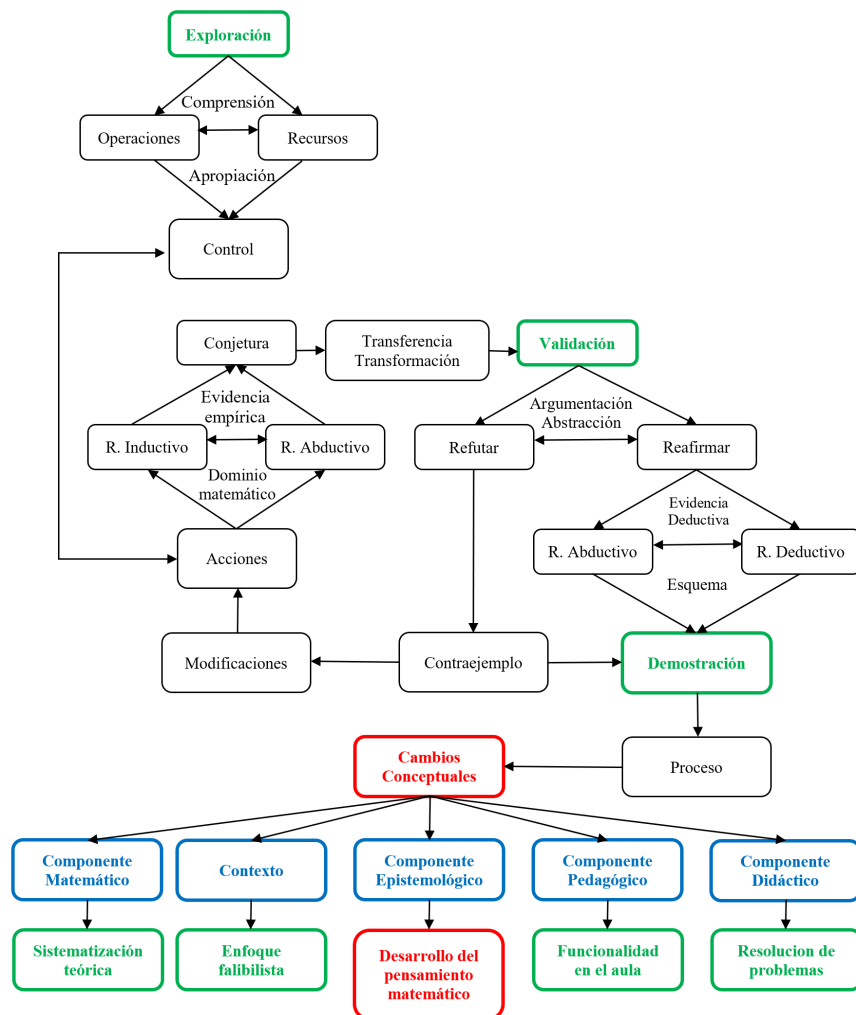 Exploración
Comprensión
Operaciones
Recursos
Apropiación
Control
Conjetura
Transferencia
Transformación
Validación
Evidencia
empírica
Argumentación
Abstracción
R. Inductivo
R. Abductivo
Refutar
Reafirmar
Dominio
matemático
Evidencia
Deductiva
Acciones
R. Abductivo
R. Deductivo
Esquema
Modificaciones
Contraejemplo
Demostración
Cambios
Conceptuales
Proceso
Componente
Matemático
Contexto
Componente
Epistemológico
Componente
Pedagógico
Componente
Didáctico
Sistematización
teórica
Enfoque
falibilista
Desarrollo del
pensamiento
matemático
Funcionalidad
en el aula
Resolucion de
problemas